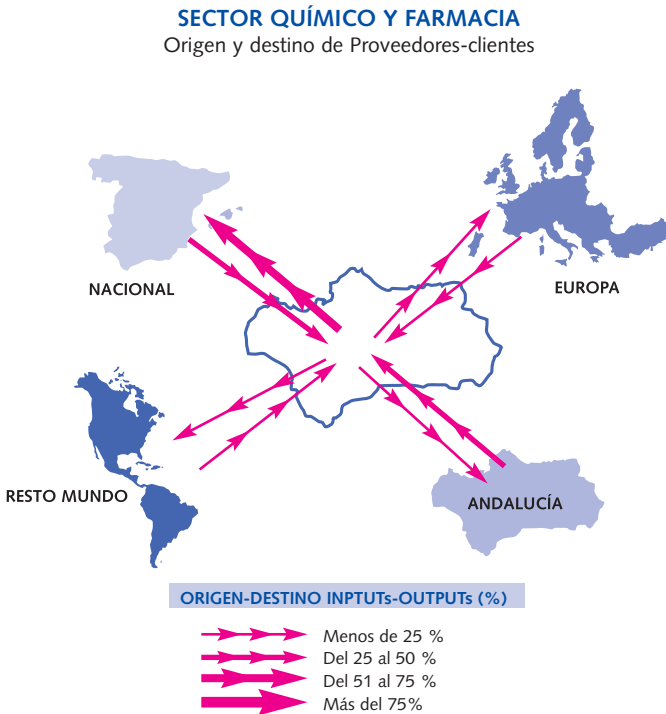 SECTOR QUÍMICO Y FARMACIA
Origen y destino de Proveedores-clientes
NACIONAL
EUROPA
RESTO MUNDO
ANDALUCÍA
ORIGEN-DESTINO INPTUTs-OUTPUTs (%)
Menos de 25 %
Del 25 al 50 %
Del 51 al 75 %
Más del 75%